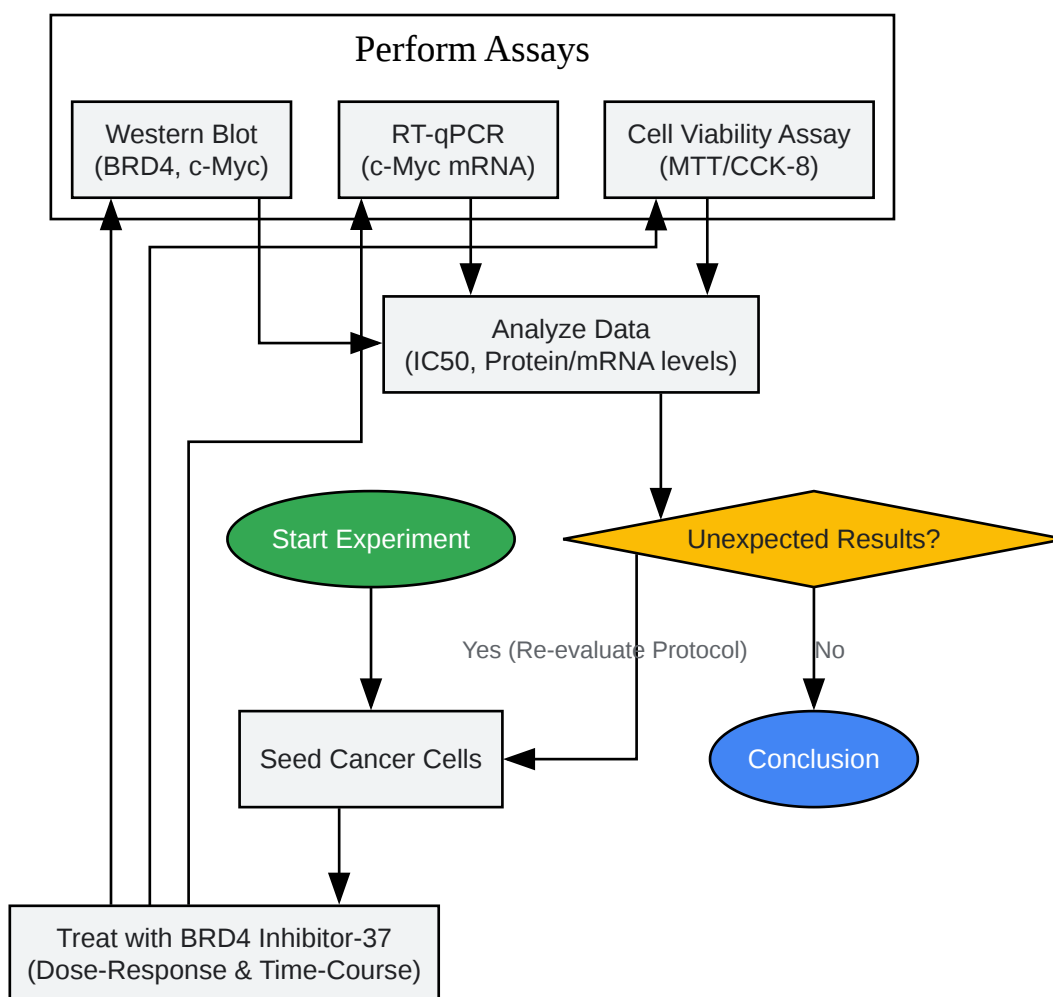 Perform Assays
Western Blot
(BRD4, c-Myc)
RT-qPCR
(c-Myc mRNA)
Cell Viability Assay
(MTT/CCK-8)
Analyze Data
(IC50, Protein/mRNA levels)
Start Experiment
Unexpected Results?
Yes (Re-evaluate Protocol)
No
Seed Cancer Cells
Conclusion
Treat with BRD4 Inhibitor-37
(Dose-Response & Time-Course)